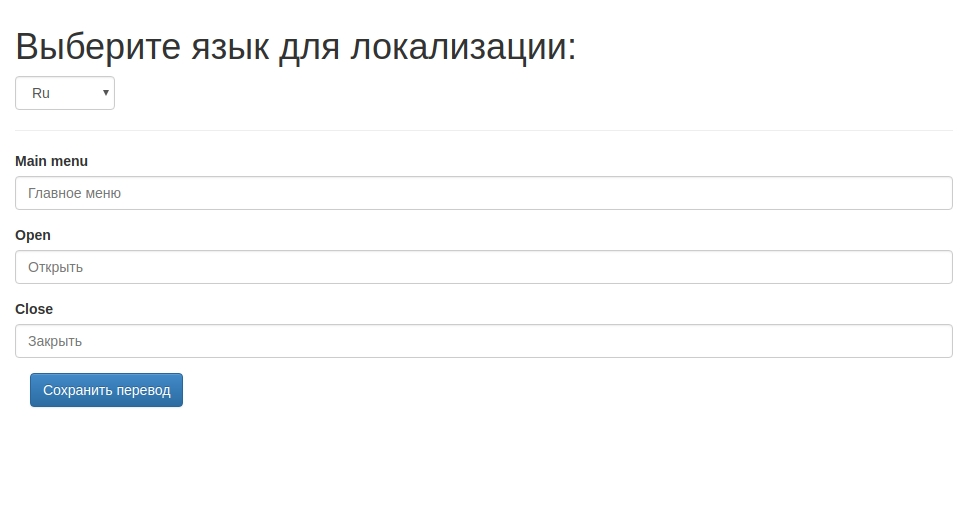 Выберите язык для локализации:
Ru
Main menu
Главное меню
Open
Открыть
Close
Закрыть
Сохранить перевод